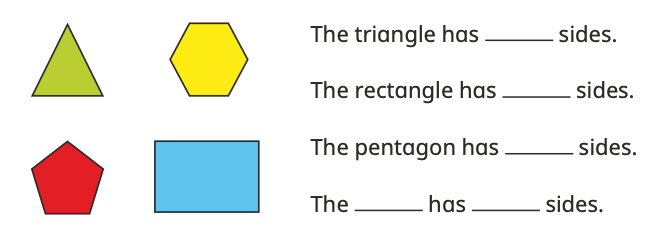 The triangle has ______ sides.
The rectangle has ______ sides.
The pentagon has ______ sides.
The ______ has ______ sides.